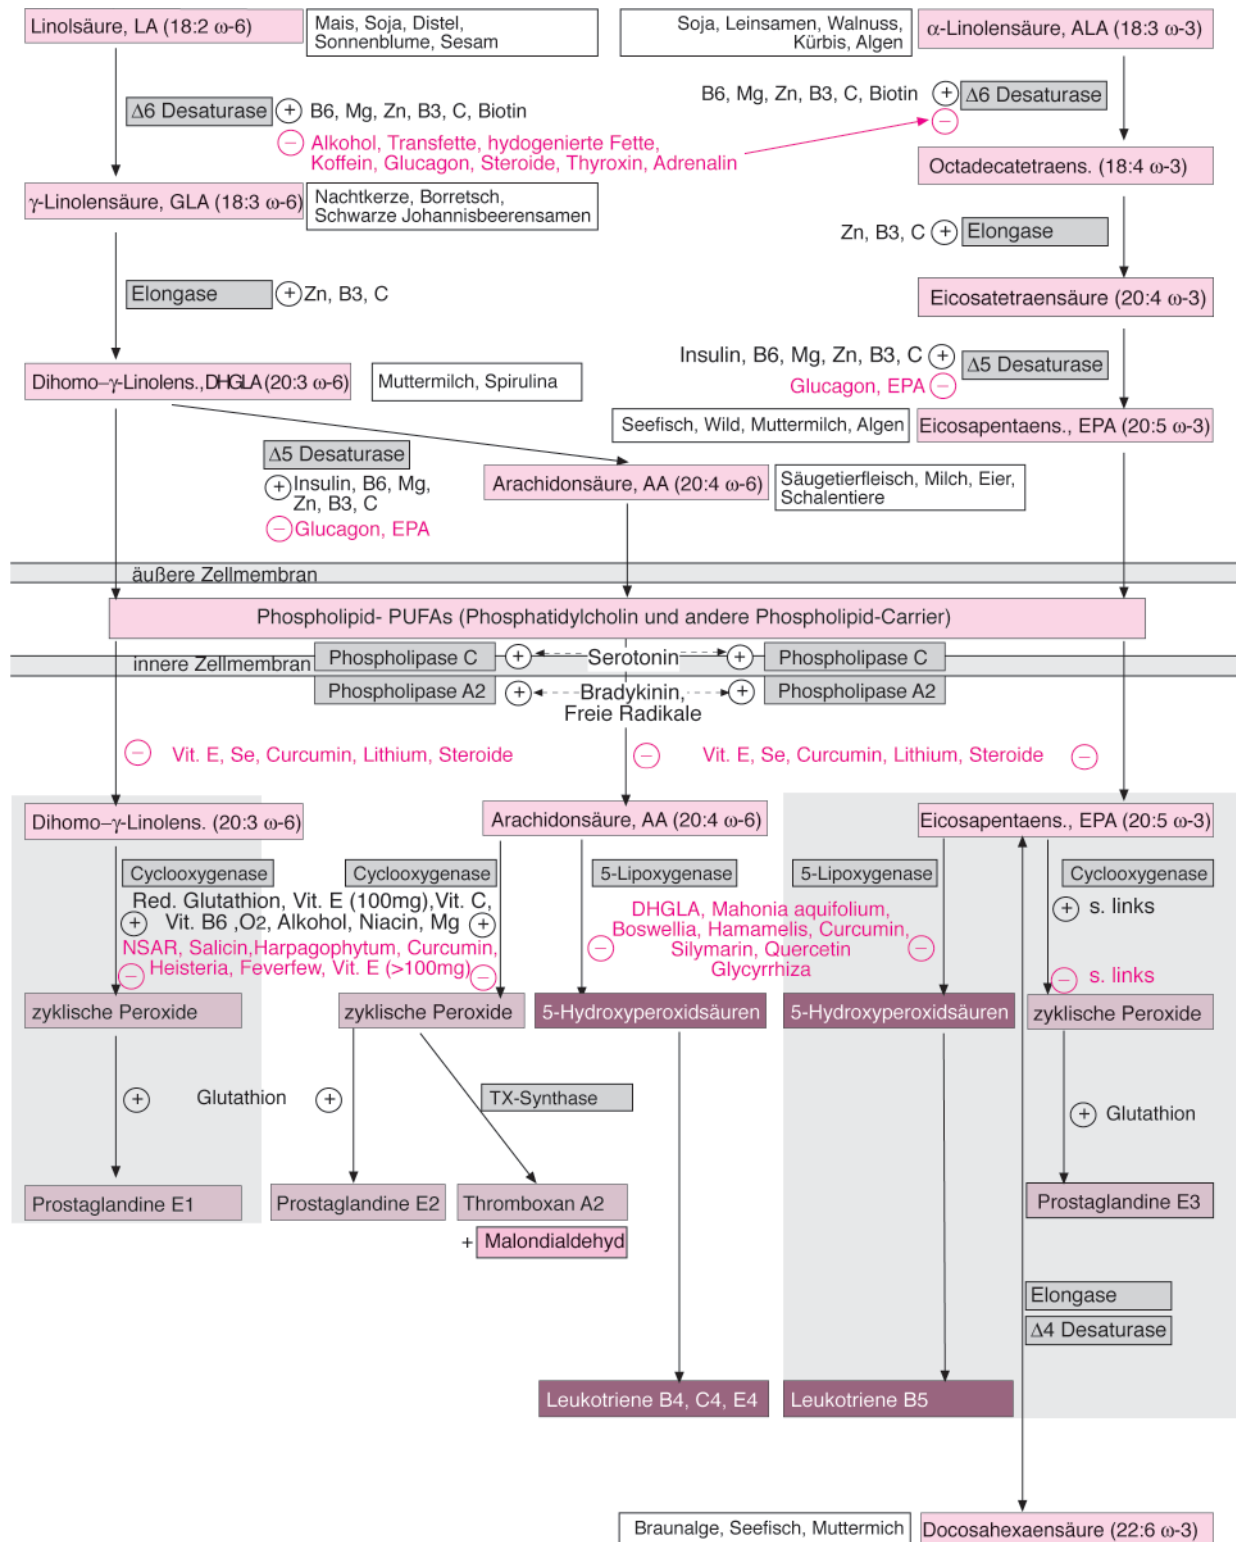 Linolsäure, LA (18:2 ω-6)
Mais, Soja, Distel,
Sonnenblume, Sesam
Soja, Leinsamen, Walnuss,
Kürbis, Algen
α-Linolensäure, ALA (18:3 ω-3)
Δ6 Desaturase
+
B6, Mg, Zn, B3, C, Biotin
−
Alkohol, Transfette, hydogenierte Fette,
Koffein, Glucagon, Steroide, Thyroxin, Adrenalin
B6, Mg, Zn, B3, C, Biotin
+
Δ6 Desaturase
−
Octadecatetraens. (18:4 ω-3)
γ-Linolensäure, GLA (18:3 ω-6)
Nachtkerze, Borretsch,
Schwarze Johannisbeerensamen
Zn, B3, C
+
Elongase
Elongase
+
Zn, B3, C
Eicosatetraensäure (20:4 ω-3)
Insulin, B6, Mg, Zn, B3, C
+
Δ5 Desaturase
Glucagon, EPA
−
Dihomo–γ-Linolens.,DHGLA (20:3 ω-6)
Muttermilch, Spirulina
Seefisch, Wild, Muttermilch, Algen
Eicosapentaens., EPA (20:5 ω-3)
Δ5 Desaturase
+
Insulin, B6, Mg,
Zn, B3, C
−
Glucagon, EPA
Arachidonsäure, AA (20:4 ω-6)
Säugetierfleisch, Milch, Eier,
Schalentiere
äußere Zellmembran
Phospholipid- PUFAs (Phosphatidylcholin und andere Phospholipid-Carrier)
innere Zellmembran
Phospholipase C
+
Serotonin
+
Phospholipase C
Phospholipase A2
+
Bradykinin,
Freie Radikale
+
Phospholipase A2
−
Vit. E, Se, Curcumin, Lithium, Steroide
−
Vit. E, Se, Curcumin, Lithium, Steroide
−
Dihomo–γ-Linolens. (20:3 ω-6)
Arachidonsäure, AA (20:4 ω-6)
Eicosapentaens., EPA (20:5 ω-3)
Cyclooxygenase
Cyclooxygenase
5-Lipoxygenase
5-Lipoxygenase
Cyclooxygenase
Red. Glutathion, Vit. E (100mg),Vit. C,
+
Vit. B6 ,O2, Alkohol, Niacin, Mg
+
NSAR, Salicin,Harpagophytum, Curcumin,
−
Heisteria, Feverfew, Vit. E (>100mg)
−
−
DHGLA, Mahonia aquifolium,
Boswellia, Hamamelis, Curcumin,
Silymarin, Quercetin
Glycyrrhiza
−
+
s. links
−
s. links
zyklische Peroxide
zyklische Peroxide
5-Hydroxyperoxidsäuren
5-Hydroxyperoxidsäuren
zyklische Peroxide
+
Glutathion
+
TX-Synthase
+
Glutathion
Prostaglandine E1
Prostaglandine E2
Thromboxan A2
+ Malondialdehyd
Prostaglandine E3
Elongase
Δ4 Desaturase
Leukotriene B4, C4, E4
Leukotriene B5
Braunalge, Seefisch, Muttermich
Docosahexaensäure (22:6 ω-3)